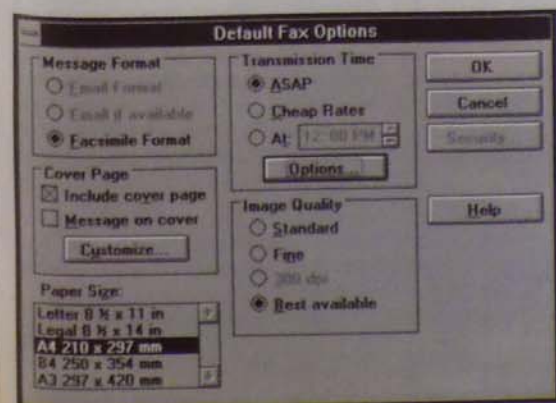 Default Fax Options
Message Format
Email Format
Email if available
Facsimile Format
Cover Page
Include cover page
Message on cover
Customize...
Paper Size:
Letter 8 ½ x 11 in
Legal 8 ½ x 14 in
A4 210 x 297 mm
B4 250 x 354 mm
A3 297 x 420 mm
Transmission Time
ASAP
Cheap Rates
At: 12:00 PM
Options...
Image Quality
Standard
Fine
300 dpi
Best available
OK
Cancel
Security...
Help